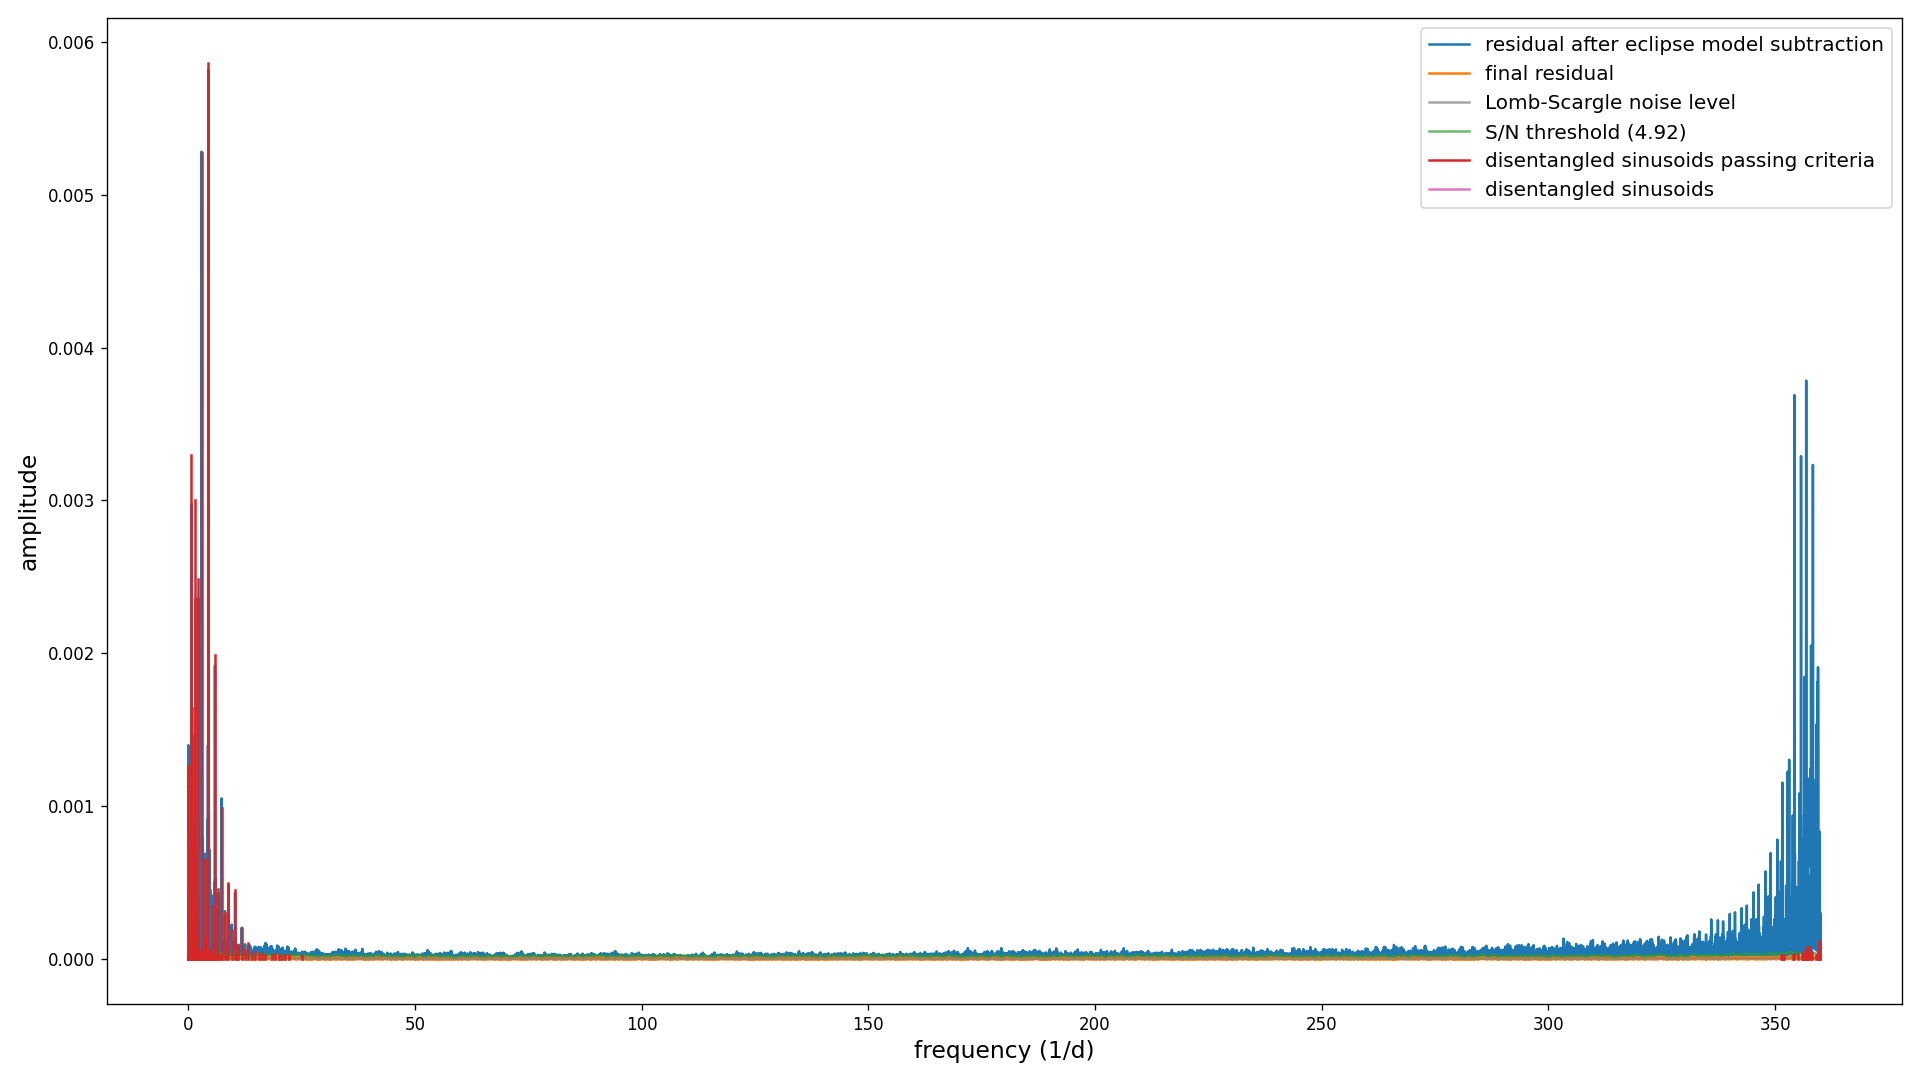 residual after eclipse model subtraction
final residual
Lomb-Scargle noise level
S/N threshold (4.92)
disentangled sinusoids passing criteria
disentangled sinusoids
0.006
0.005
0.004
0.003
0.002
0.001
0.000
amplitude
0 50 100 150 200 250 300 350
frequency (1/d)